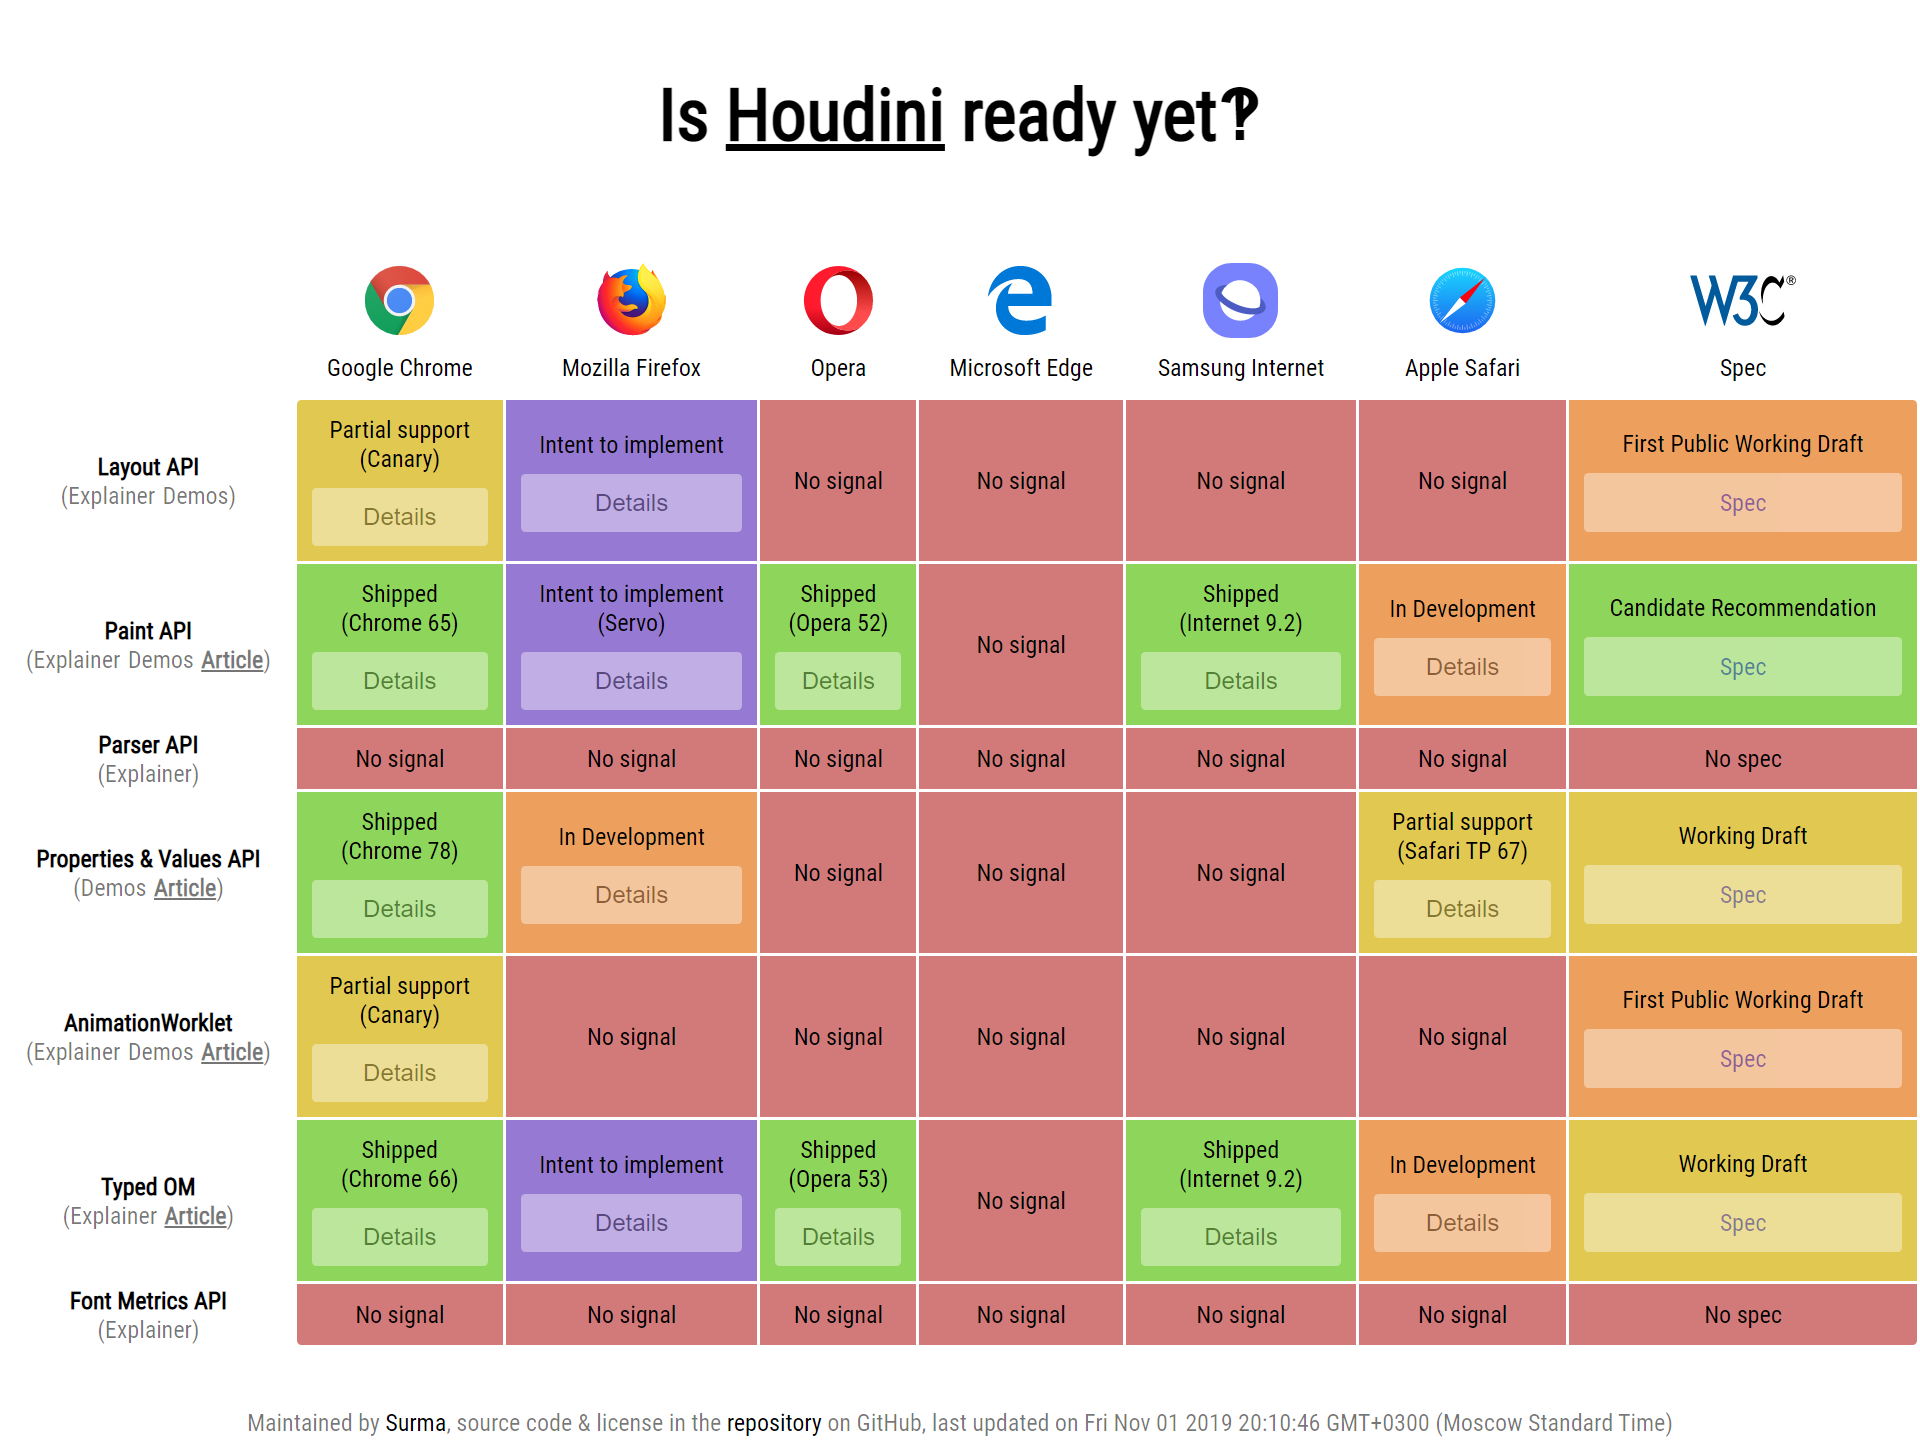 Is Houdini ready yet‽
W3C®
Google Chrome Mozilla Firefox Opera Microsoft Edge Samsung Internet Apple Safari Spec
Layout API
(Explainer Demos)
Partial support
(Canary)
Details
Intent to implement
Details
No signal
No signal
No signal
No signal
First Public Working Draft
Spec
Paint API
(Explainer Demos Article)
Shipped
(Chrome 65)
Details
Intent to implement
(Servo)
Details
Shipped
(Opera 52)
Details
No signal
Shipped
(Internet 9.2)
Details
In Development
Details
Candidate Recommendation
Spec
Parser API
(Explainer)
No signal
No signal
No signal
No signal
No signal
No signal
No spec
Properties & Values API
(Demos Article)
Shipped
(Chrome 78)
Details
In Development
Details
No signal
No signal
No signal
Partial support
(Safari TP 67)
Details
Working Draft
Spec
AnimationWorklet
(Explainer Demos Article)
Partial support
(Canary)
Details
No signal
No signal
No signal
No signal
No signal
First Public Working Draft
Spec
Typed OM
(Explainer Article)
Shipped
(Chrome 66)
Details
Intent to implement
Details
Shipped
(Opera 53)
Details
No signal
Shipped
(Internet 9.2)
Details
In Development
Details
Working Draft
Spec
Font Metrics API
(Explainer)
No signal
No signal
No signal
No signal
No signal
No signal
No spec
Maintained by Surma, source code & license in the repository on GitHub, last updated on Fri Nov 01 2019 20:10:46 GMT+0300 (Moscow Standard Time)